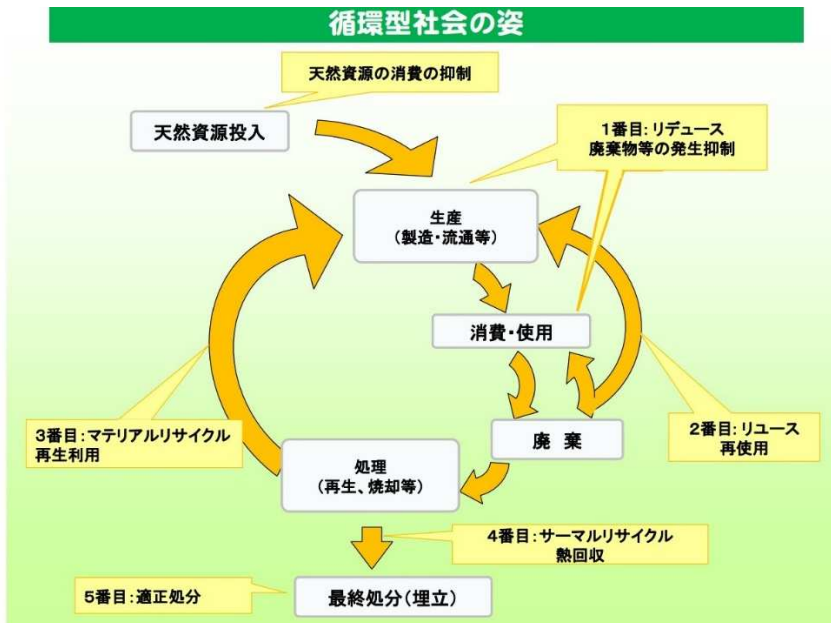 循環型社会の姿
天然資源の消費の抑制
天然資源投入
1番目:リデュース
廃棄物等の発生抑制
生産
(製造・流通等)
消費・使用
3番目:マテリアルリサイクル
再生利用
2番目:リユース
再使用
廃 棄
処理
(再生、焼却等)
4番目:サーマルリサイクル
熱回収
5番目:適正処分
最終処分(埋立)